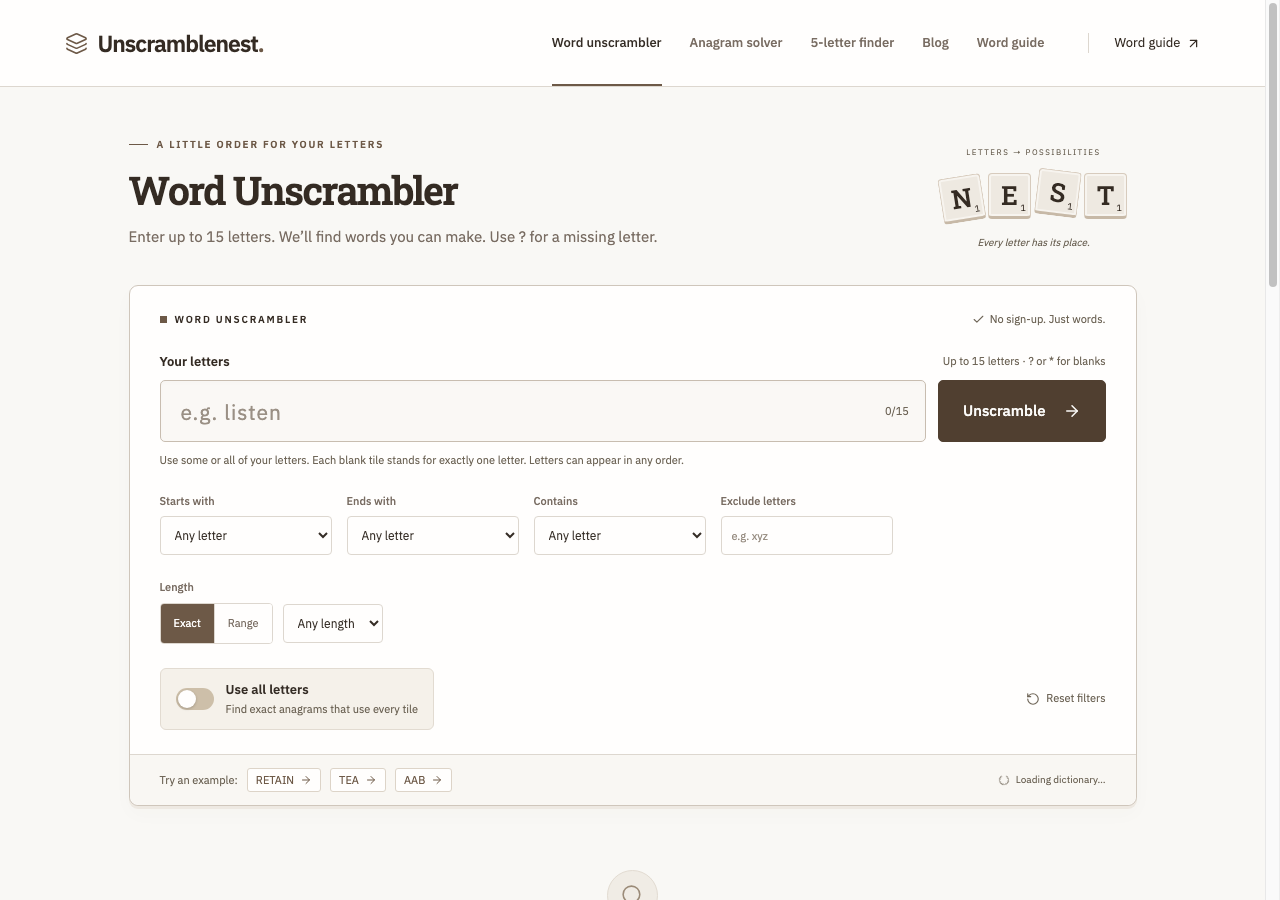 Unscramblenest.
Word unscrambler
Anagram solver
5-letter finder
Blog
Word guide
Word guide
A LITTLE ORDER FOR YOUR LETTERS
Word Unscrambler
Enter up to 15 letters. We’ll find words you can make. Use ? for a missing letter.
LETTERS → POSSIBILITIES
N 1 E 1 S 1 T 1
Every letter has its place.
WORD UNSCRAMBLER
No sign-up. Just words.
Your letters
Up to 15 letters · ? or * for blanks
e.g. listen
0/15
Unscramble
Use some or all of your letters. Each blank tile stands for exactly one letter. Letters can appear in any order.
Starts with
Ends with
Contains
Exclude letters
Any letter
Any letter
Any letter
e.g. xyz
Length
Exact
Range
Any length
Use all letters
Find exact anagrams that use every tile
Reset filters
Try an example:
RETAIN
TEA
AAB
Loading dictionary…